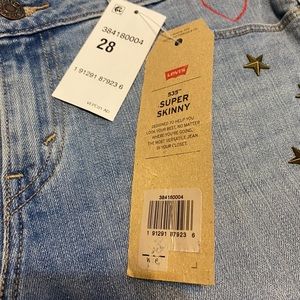 384180004
28
1 91291 87923 6
LEVI'S
535™
SUPER
SKINNY
DESIGNED TO HELP YOU
LOOK YOUR BEST, NO MATTER
WHERE YOU'RE GOING.
THE MOST VERSATILE JEAN
IN YOUR CLOSET.
384180004
1 91291 87923 6